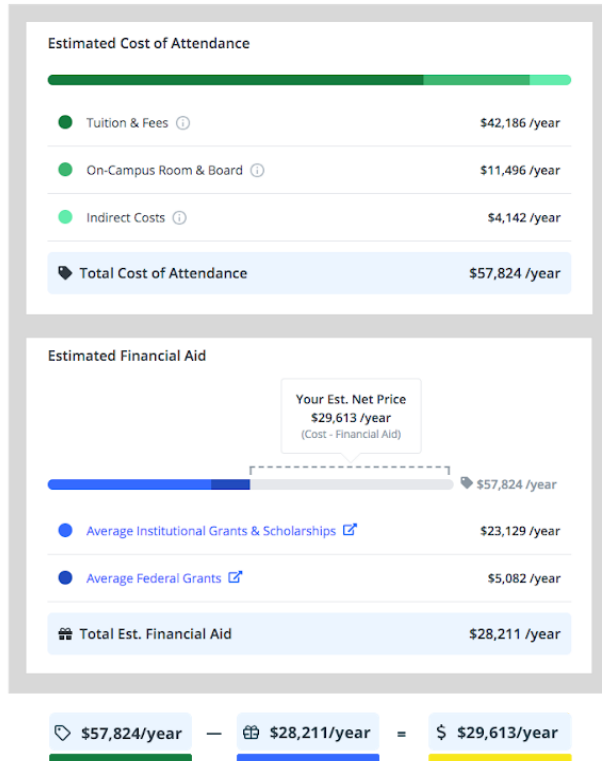 Estimated Cost of Attendance
Tuition & Fees $42,186 /year
On-Campus Room & Board $11,496 /year
Indirect Costs $4,142 /year
Total Cost of Attendance $57,824 /year
Estimated Financial Aid
Your Est. Net Price
$29,613 /year
(Cost - Financial Aid)
$57,824 /year
Average Institutional Grants & Scholarships $23,129 /year
Average Federal Grants $5,082 /year
Total Est. Financial Aid $28,211 /year
$57,824/year — $28,211/year = $ $29,613/year